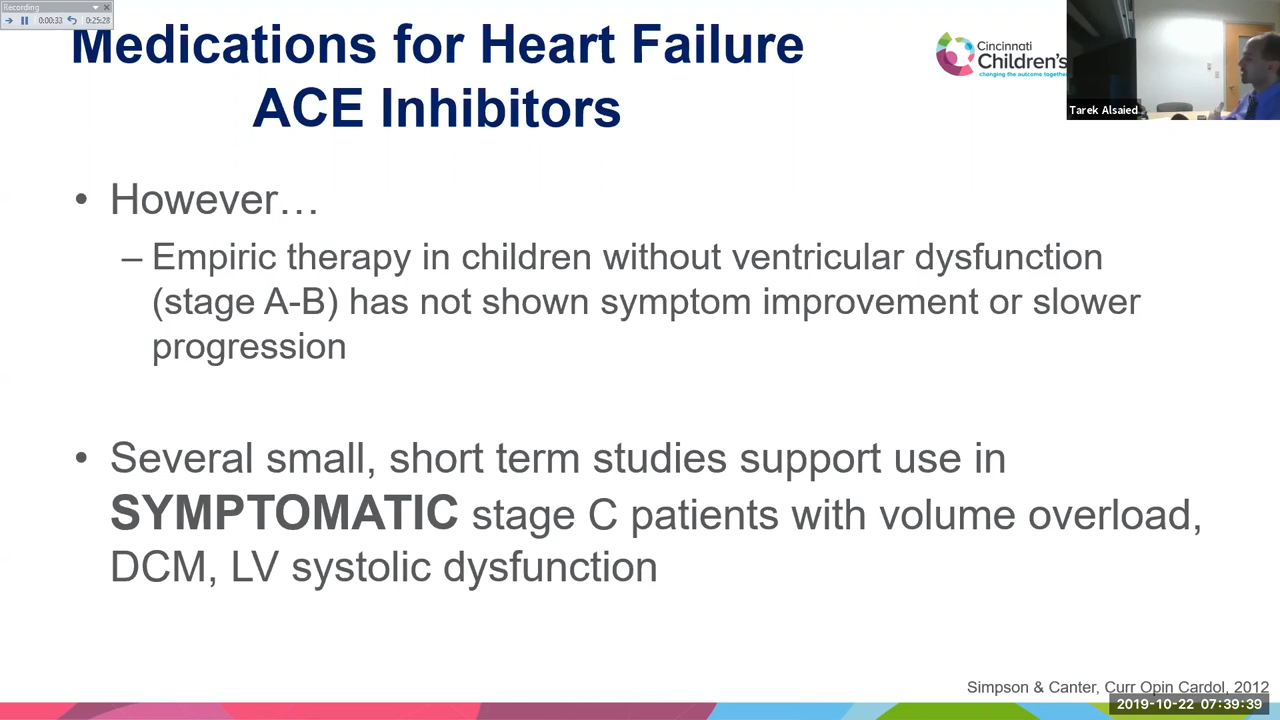 Recording
0:00:33
0:25:28
Medications for Heart Failure
ACE Inhibitors
Cincinnati
Children's
changing the outcome together
Tarek Alsaied
• However…
– Empiric therapy in children without ventricular dysfunction
(stage A-B) has not shown symptom improvement or slower
progression
• Several small, short term studies support use in
SYMPTOMATIC stage C patients with volume overload,
DCM, LV systolic dysfunction
Simpson & Canter, Curr Opin Cardol, 2012
2019-10-22 07:39:39